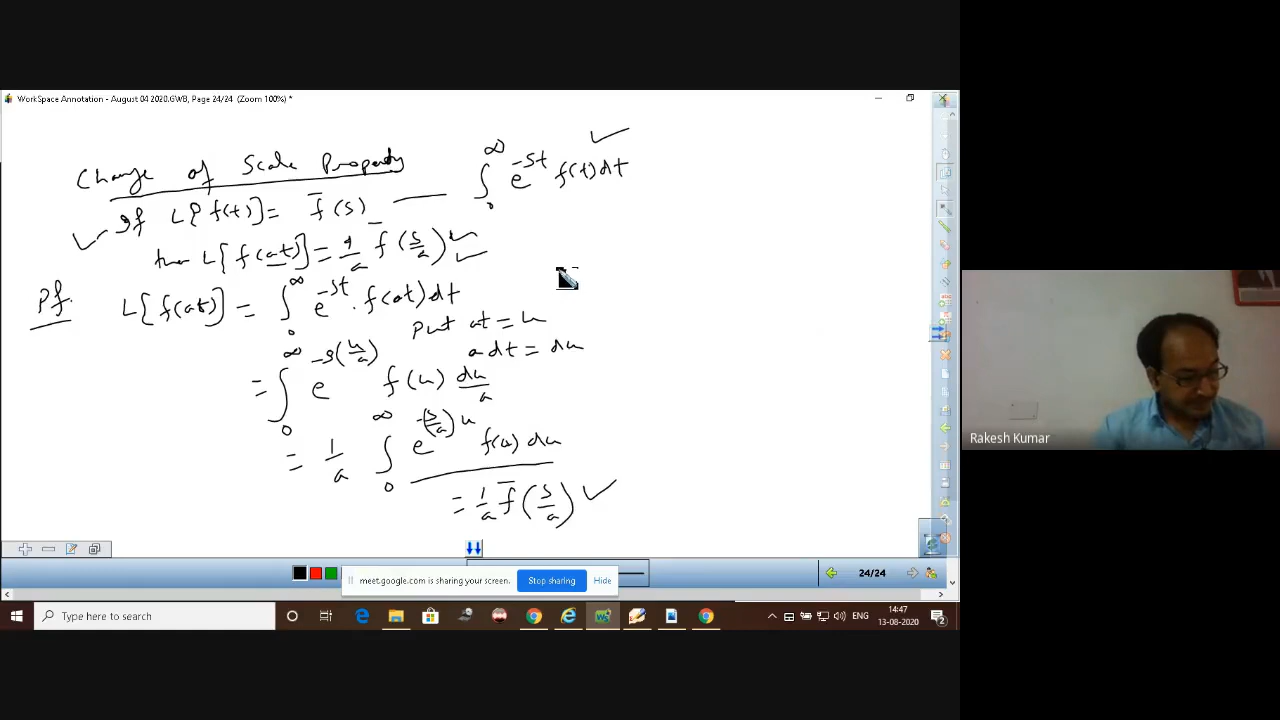 WorkSpace Annotation - August 04 2020.GWB, Page 24/24 (Zoom 100%) *
Change of Scale Property
∫₀^∞ e^{-st} f(t) dt ✓
✓ If L[f(t)] = f̄(s)
then L[f(at)] = 1/a f̄(s/a) ✓ ✓
Pf. L[f(at)] = ∫₀^∞ e^{-st} . f(at) dt
put at = u
a dt = du
= ∫₀^∞ e^{-s(u/a)} f(u) du/a
= 1/a ∫₀^∞ e^{-(s/a)u} f(u) du
= 1/a f̄(s/a) ✓
Rakesh Kumar
24/24
meet.google.com is sharing your screen. Stop sharing Hide
Type here to search
ENG
14:47
13-08-2020
2